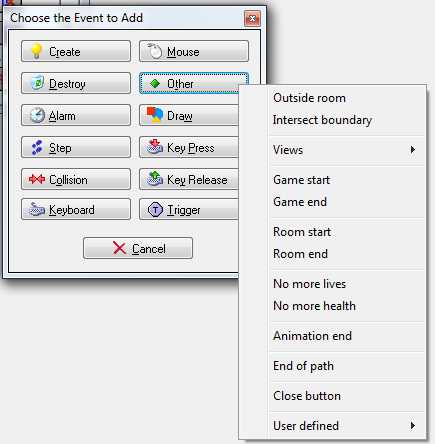 Choose the Event to Add
Create
Mouse
Destroy
Other
Alarm
Draw
Step
Key Press
Collision
Key Release
Keyboard
Trigger
Cancel
Outside room
Intersect boundary
Views
Game start
Game end
Room start
Room end
No more lives
No more health
Animation end
End of path
Close button
User defined